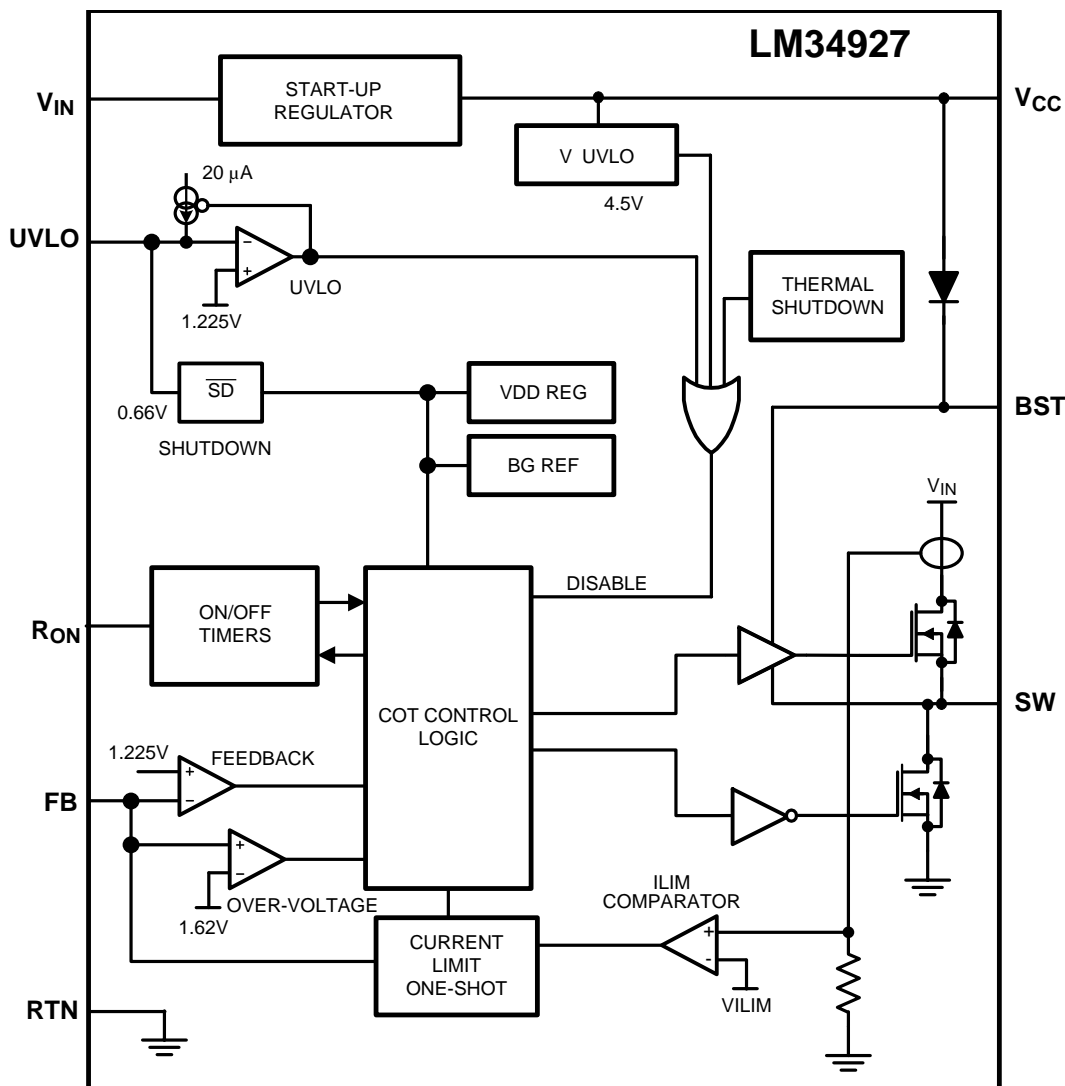 LM34927
START-UP
REGULATOR
VIN
VCC
V UVLO
4.5V
20 μA
UVLO
UVLO
1.225V
THERMAL
SHUTDOWN
SD
0.66V
SHUTDOWN
VDD REG
BG REF
BST
VIN
DISABLE
RON
ON/OFF
TIMERS
COT CONTROL
LOGIC
SW
1.225V
FEEDBACK
+
−
FB
+
−
1.62V
OVER-VOLTAGE
ILIM
COMPARATOR
+
-
VILIM
CURRENT
LIMIT
ONE-SHOT
RTN
−
+